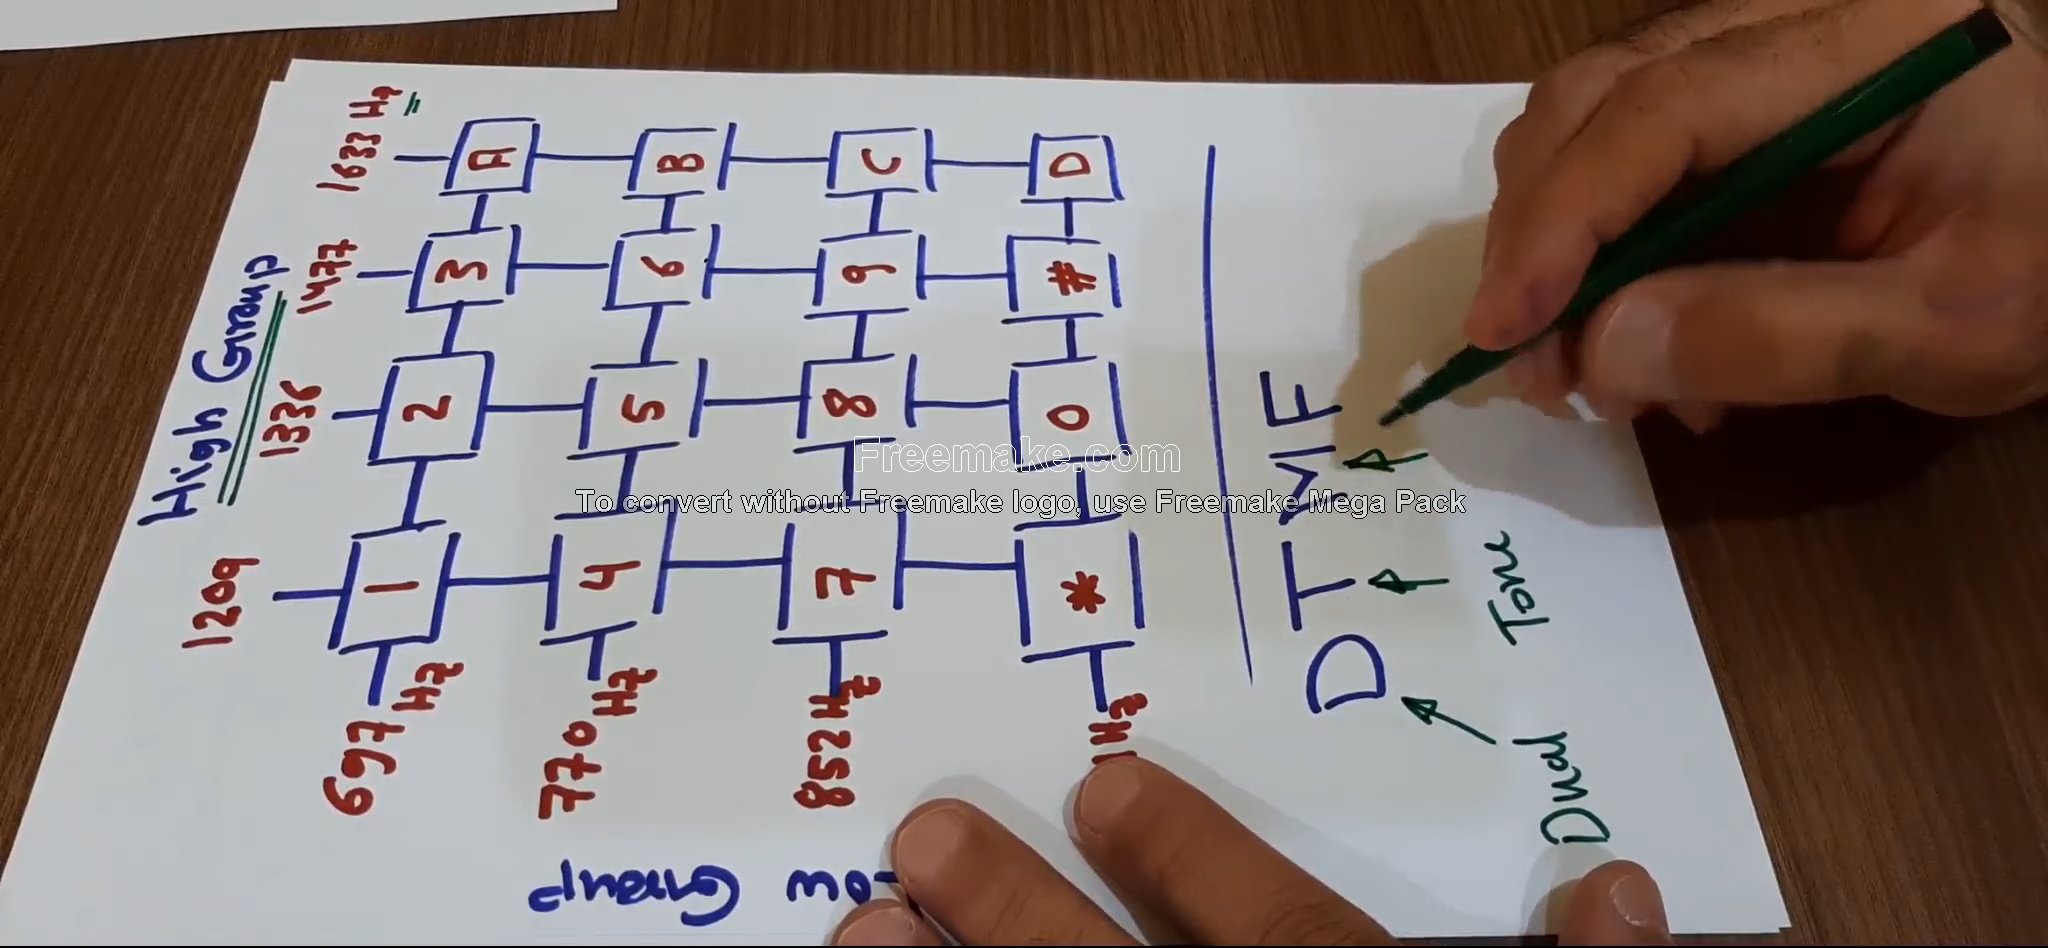 High Group
1209 1336 1477 1633 Hz
697 Hz 1 2 3 A
770 Hz 4 5 6 B
852 Hz 7 8 9 C
1Hz * 0 # D
Group
DTMF
Dual Tone
Freemake.com
To convert without Freemake logo, use Freemake Mega Pack